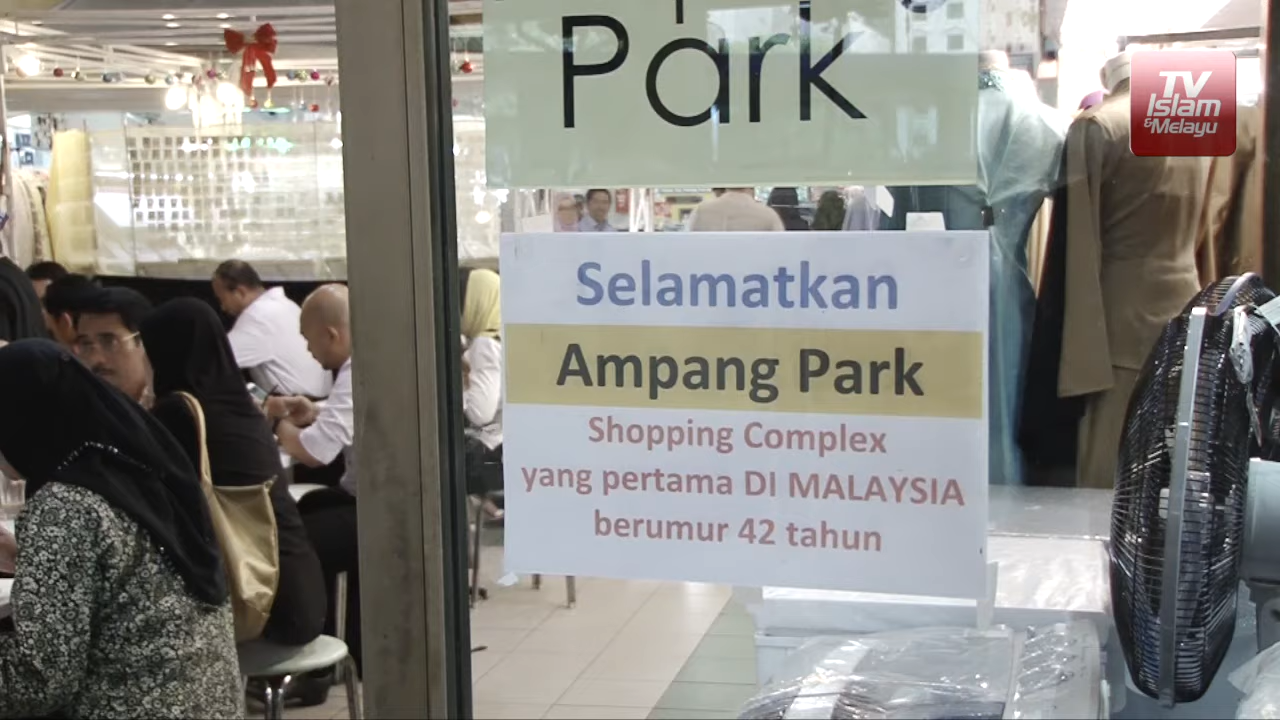 Park
TV
Islam
&Melayu
Selamatkan
Ampang Park
Shopping Complex
yang pertama DI MALAYSIA
berumur 42 tahun